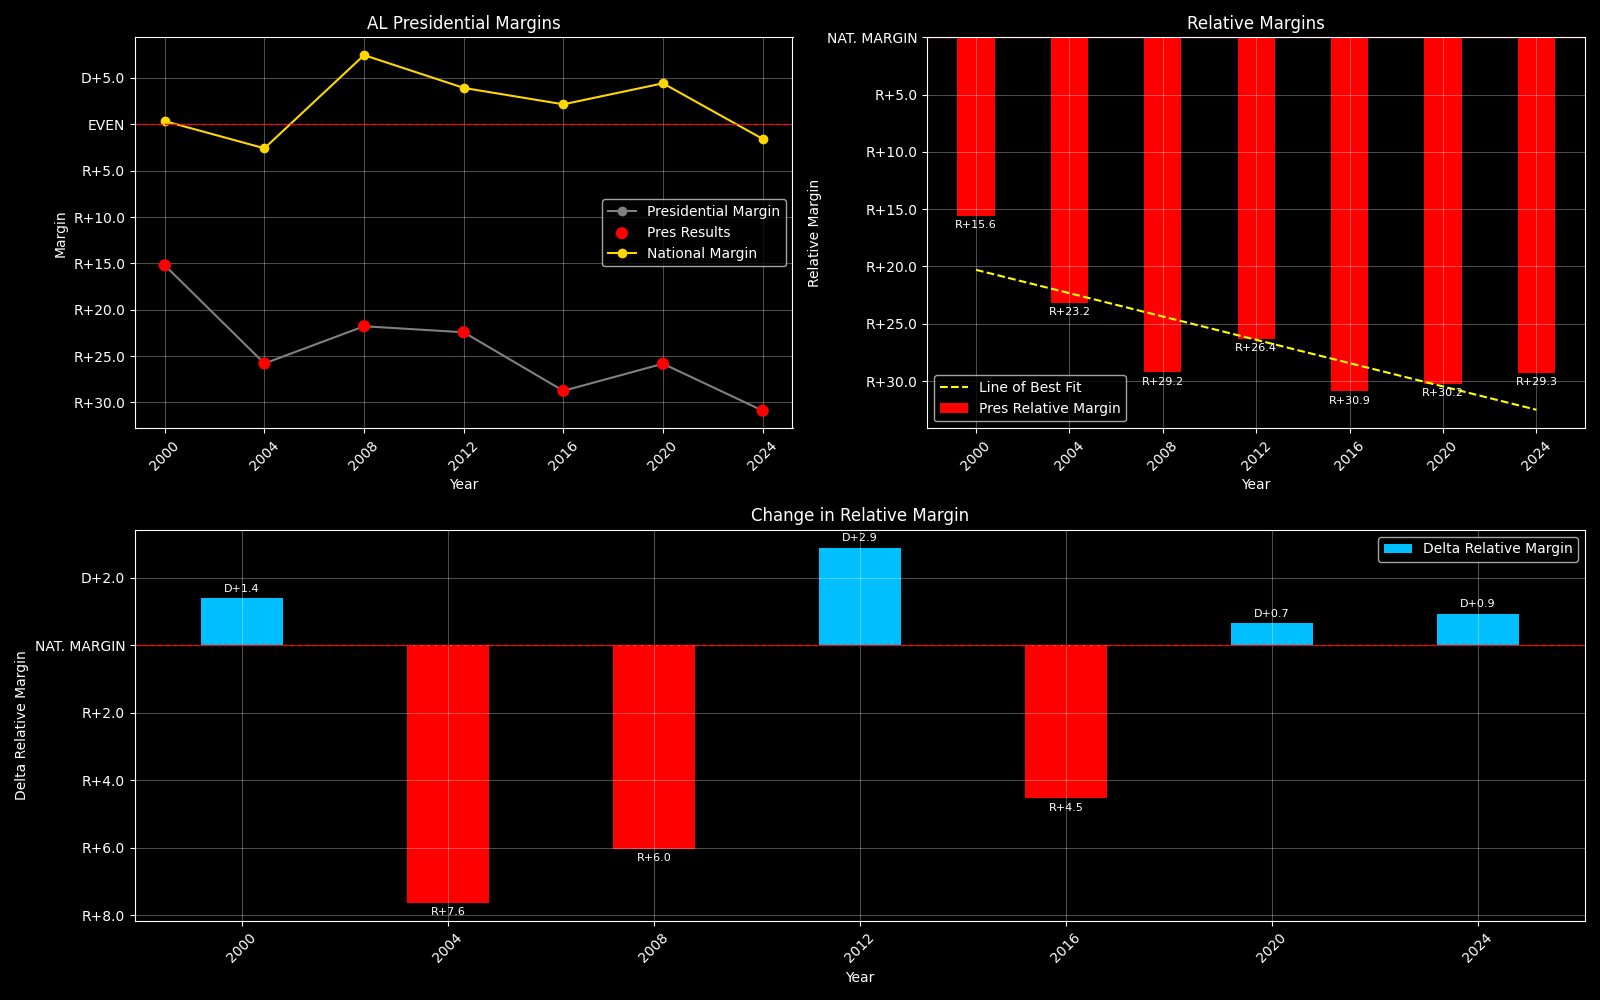 AL Presidential Margins
D+5.0
EVEN
R+5.0
R+10.0
R+15.0
R+20.0
R+25.0
R+30.0
Margin
Presidential Margin
Pres Results
National Margin
2000
2004
2008
2012
2016
2020
2024
Year
Relative Margins
NAT. MARGIN
R+5.0
R+10.0
R+15.0
R+20.0
R+25.0
R+30.0
Relative Margin
R+15.6
R+23.2
R+29.2
R+26.4
R+30.9
R+30.2
R+29.3
Line of Best Fit
Pres Relative Margin
2000
2004
2008
2012
2016
2020
2024
Year
Change in Relative Margin
D+2.0
NAT. MARGIN
R+2.0
R+4.0
R+6.0
R+8.0
Delta Relative Margin
D+1.4
R+7.6
R+6.0
D+2.9
R+4.5
D+0.7
D+0.9
Delta Relative Margin
2000
2004
2008
2012
2016
2020
2024
Year